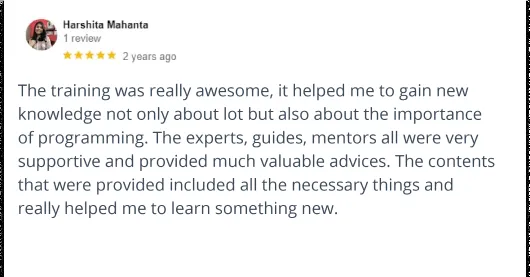 Harshita Mahanta
1 review
2 years ago
The training was really awesome, it helped me to gain new
knowledge not only about lot but also about the importance
of programming. The experts, guides, mentors all were very
supportive and provided much valuable advices. The contents
that were provided included all the necessary things and
really helped me to learn something new.